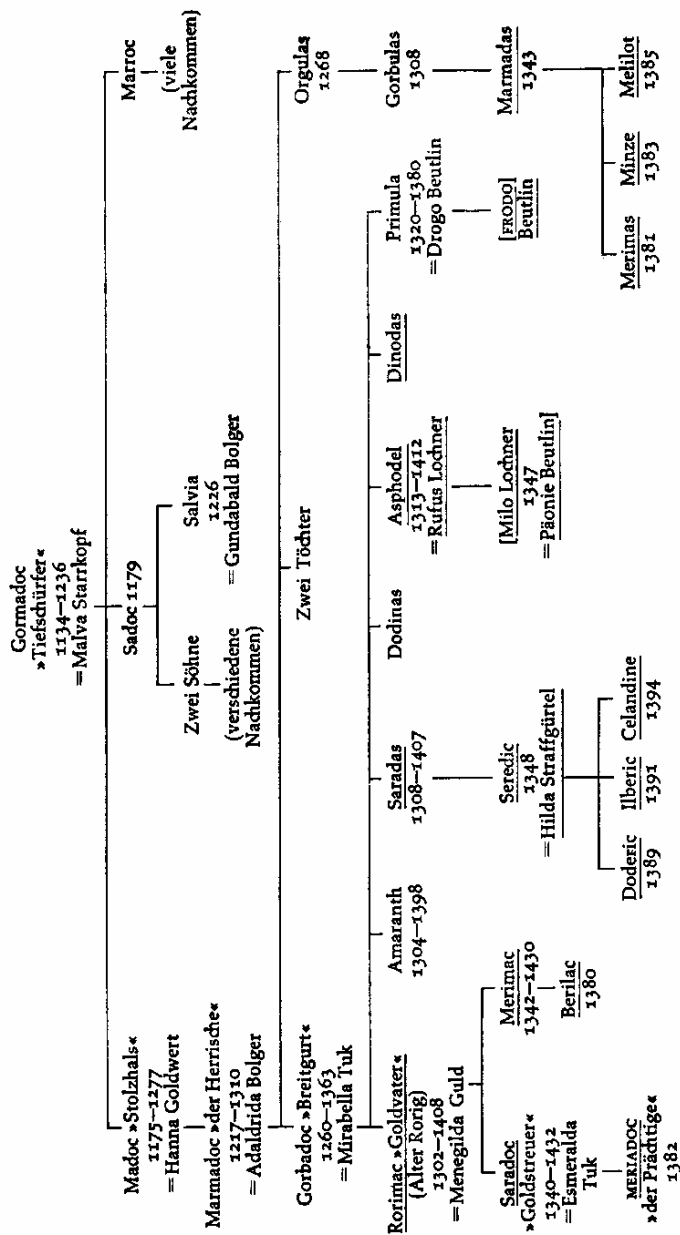 Gormadoc
»Tiefschürfer«
1134–1236
=Malva Starrkopf
Madoc »Stolzhals«
1175–1277
=Hanna Goldwert
Sadoc 1179
Marroc
(viele
Nachkommen)
Marmadoc »der Herrische«
1217–1310
=Adaldrida Bolger
Zwei Söhne
(verschiedene
Nachkommen)
Salvia
1226
=Gundabald Bolger
Gorbadoc »Breitgurt«
1260–1363
=Mirabella Tuk
Zwei Töchter
Orgulas
1268
Rorimac »Goldvater«
(Alter Rorig)
1302–1408
=Menegilda Guld
Amaranth
1304–1398
Saradas
1308–1407
Dodinas
Asphodel
1313–1412
=Rufus Lochner
Dinodas
Primula
1320–1380
=Drogo Beutlin
Gorbulas
1308
Saradoc
»Goldstreuer«
1340–1432
=Esmeralda
Tuk
Merimac
1342–1430
Berilac
1380
Seredic
1348
=Hilda Straffgürtel
[Milo Lochner
1347
=Päonie Beutlin]
[FRODO]
Beutlin
Marmadas
1343
MERIADOC
»der Prächtige«
1382
Doderic
1389
Ilberic
1391
Celandine
1394
Merimas
1381
Minze
1383
Melilot
1385